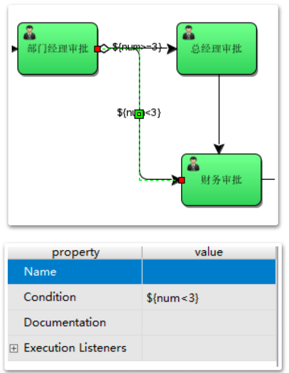 部门经理审批
${num>=3}
总经理审批
${num<3}
财务审批
property value
Name
Condition ${num<3}
Documentation
Execution Listeners